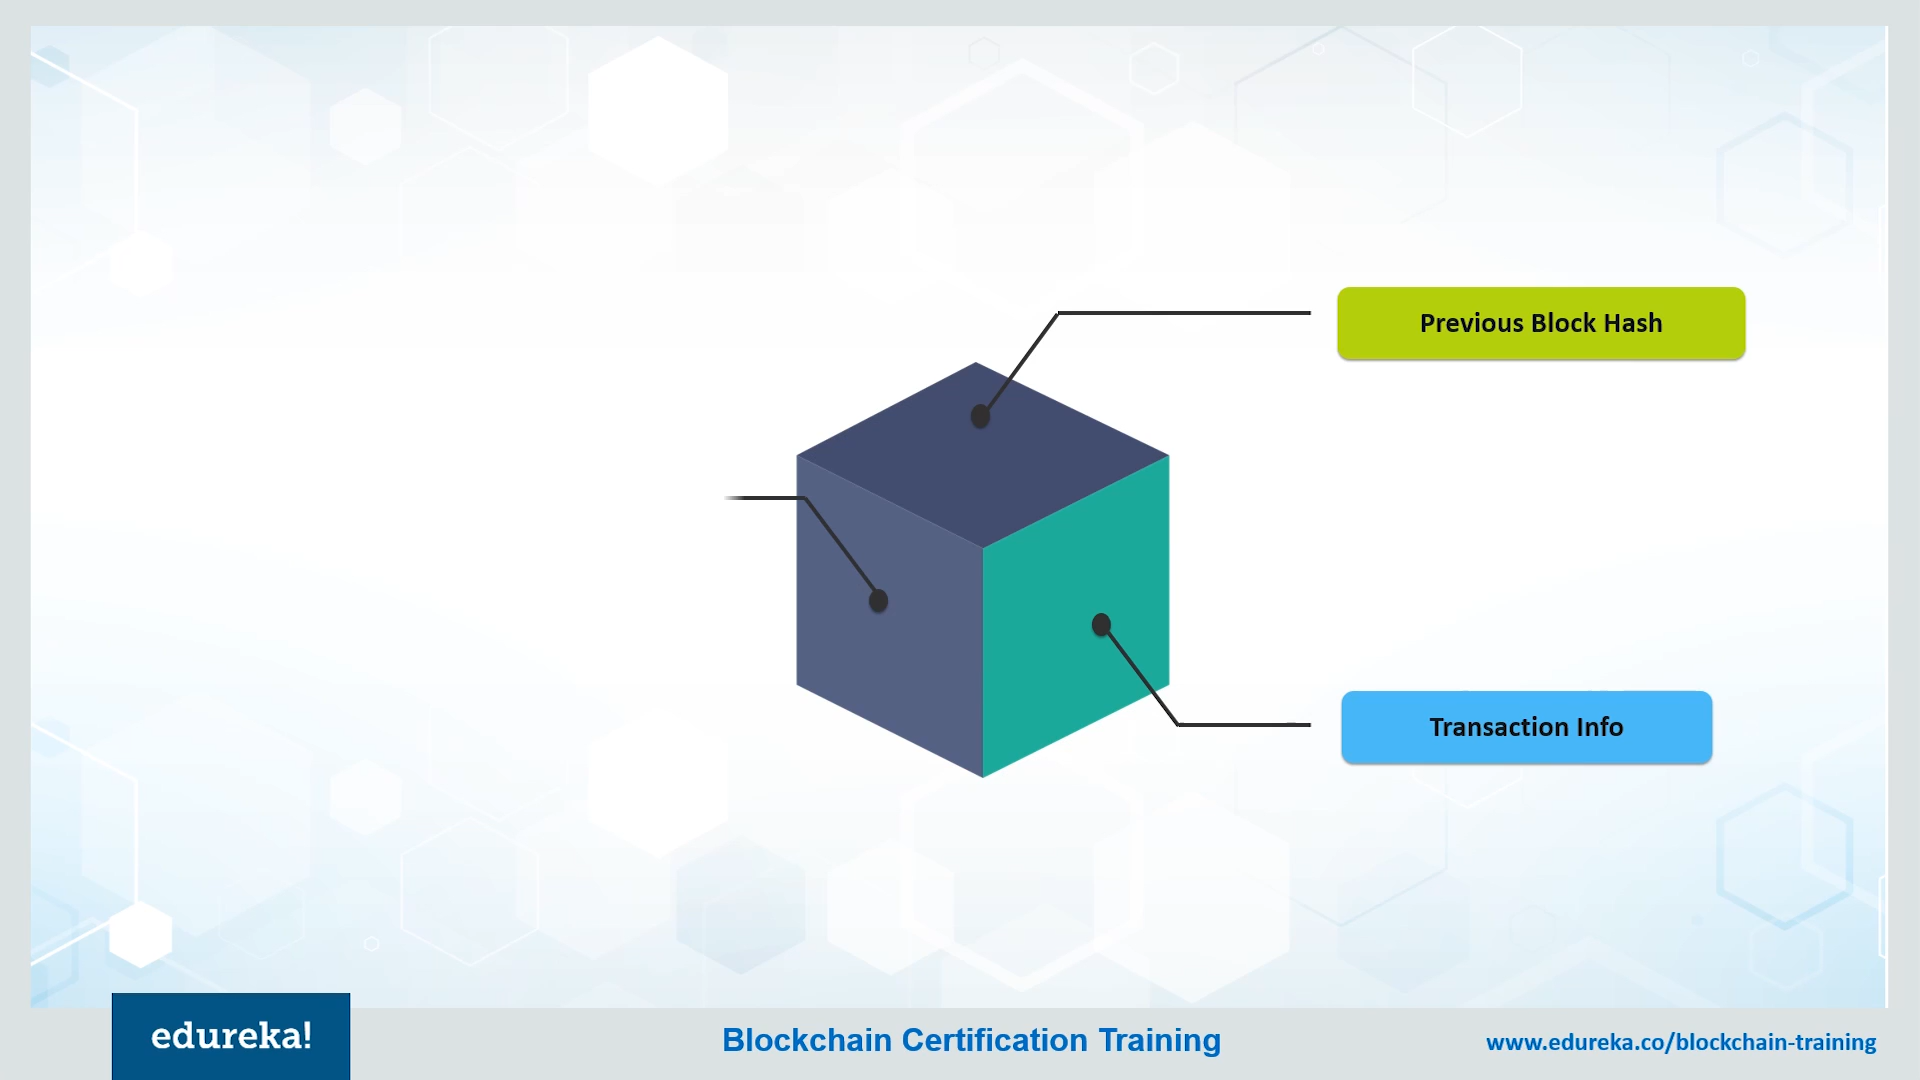 Previous Block Hash
Transaction Info
edureka!
Blockchain Certification Training
www.edureka.co/blockchain-training